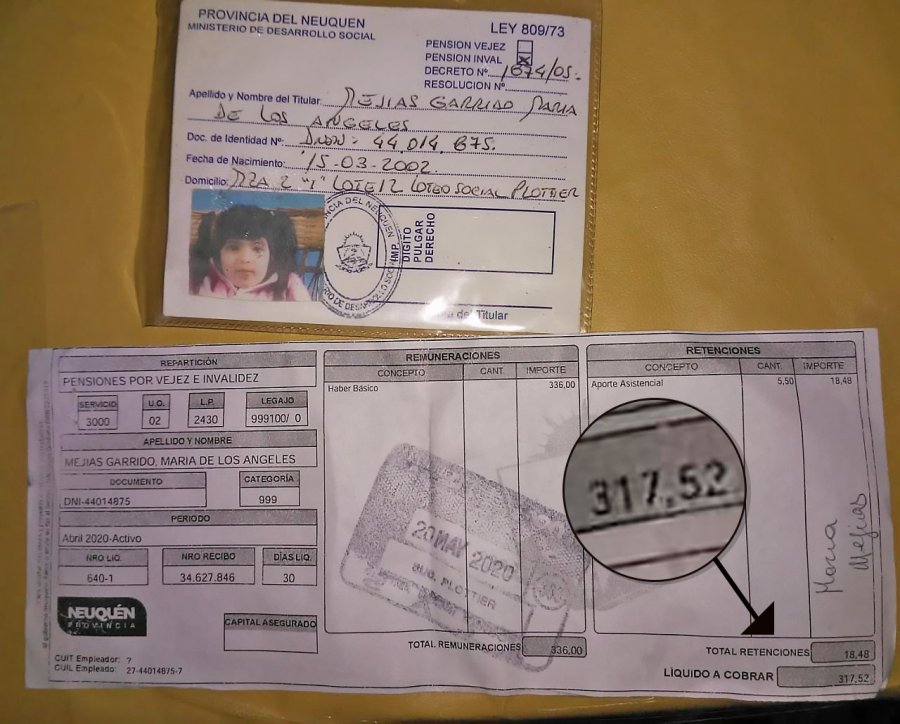 PROVINCIA DEL NEUQUEN
MINISTERIO DE DESARROLLO SOCIAL
LEY 809/73
PENSION VEJEZ
PENSION INVAL
DECRETO Nº 1674/05.
RESOLUCION Nº
Apellido y Nombre del Titular: MEJIAS GARRIDO MARIA
DE LOS ANGELES
Doc. de Identidad Nº: 44.014.875.
Fecha de Nacimiento: 15-03-2002.
Domicilio: MZA 2 "I" LOTE 12 LOTEO SOCIAL PLOTTIER
IMP. DIGITO PULGAR DERECHO
del Titular
REPARTICIÓN
PENSIONES POR VEJEZ E INVALIDEZ
SERVICIO U.O. L.P. LEGAJO
3000 02 2430 999100/ 0
APELLIDO Y NOMBRE
MEJIAS GARRIDO, MARIA DE LOS ANGELES
DOCUMENTO CATEGORÍA
DNI-44014875 999
PERIODO
Abril 2020-Activo
NRO LIQ. NRO RECIBO DÍAS LIQ.
640-1 34.627.846 30
NEUQUÉN
PROVINCIA
CAPITAL ASEGURADO
CUIT Empleador: ?
CUIL Empleado: 27-44014875-7
REMUNERACIONES
CONCEPTO CANT. IMPORTE
Haber Básico 336,00
20 MAY 2020
SUC. PLOTTIER
TOTAL REMUNERACIONES 336,00
RETENCIONES
CONCEPTO CANT. IMPORTE
Aporte Asistencial 5,50 18,48
317,52
Maria Mejias
TOTAL RETENCIONES 18,48
LÍQUIDO A COBRAR 317,52